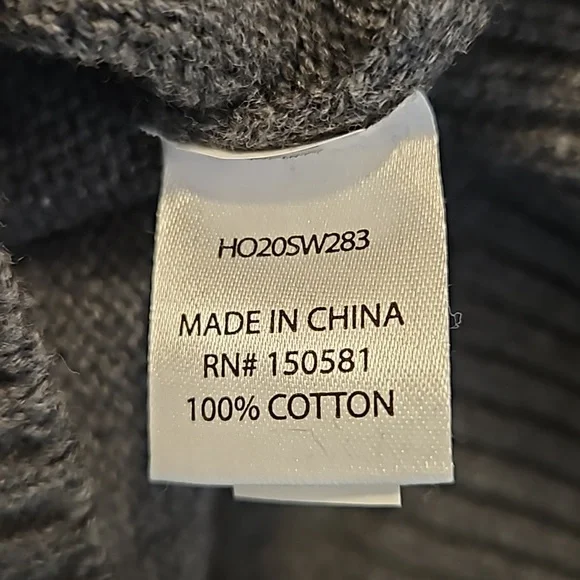 HO20SW283
MADE IN CHINA
RN# 150581
100% COTTON